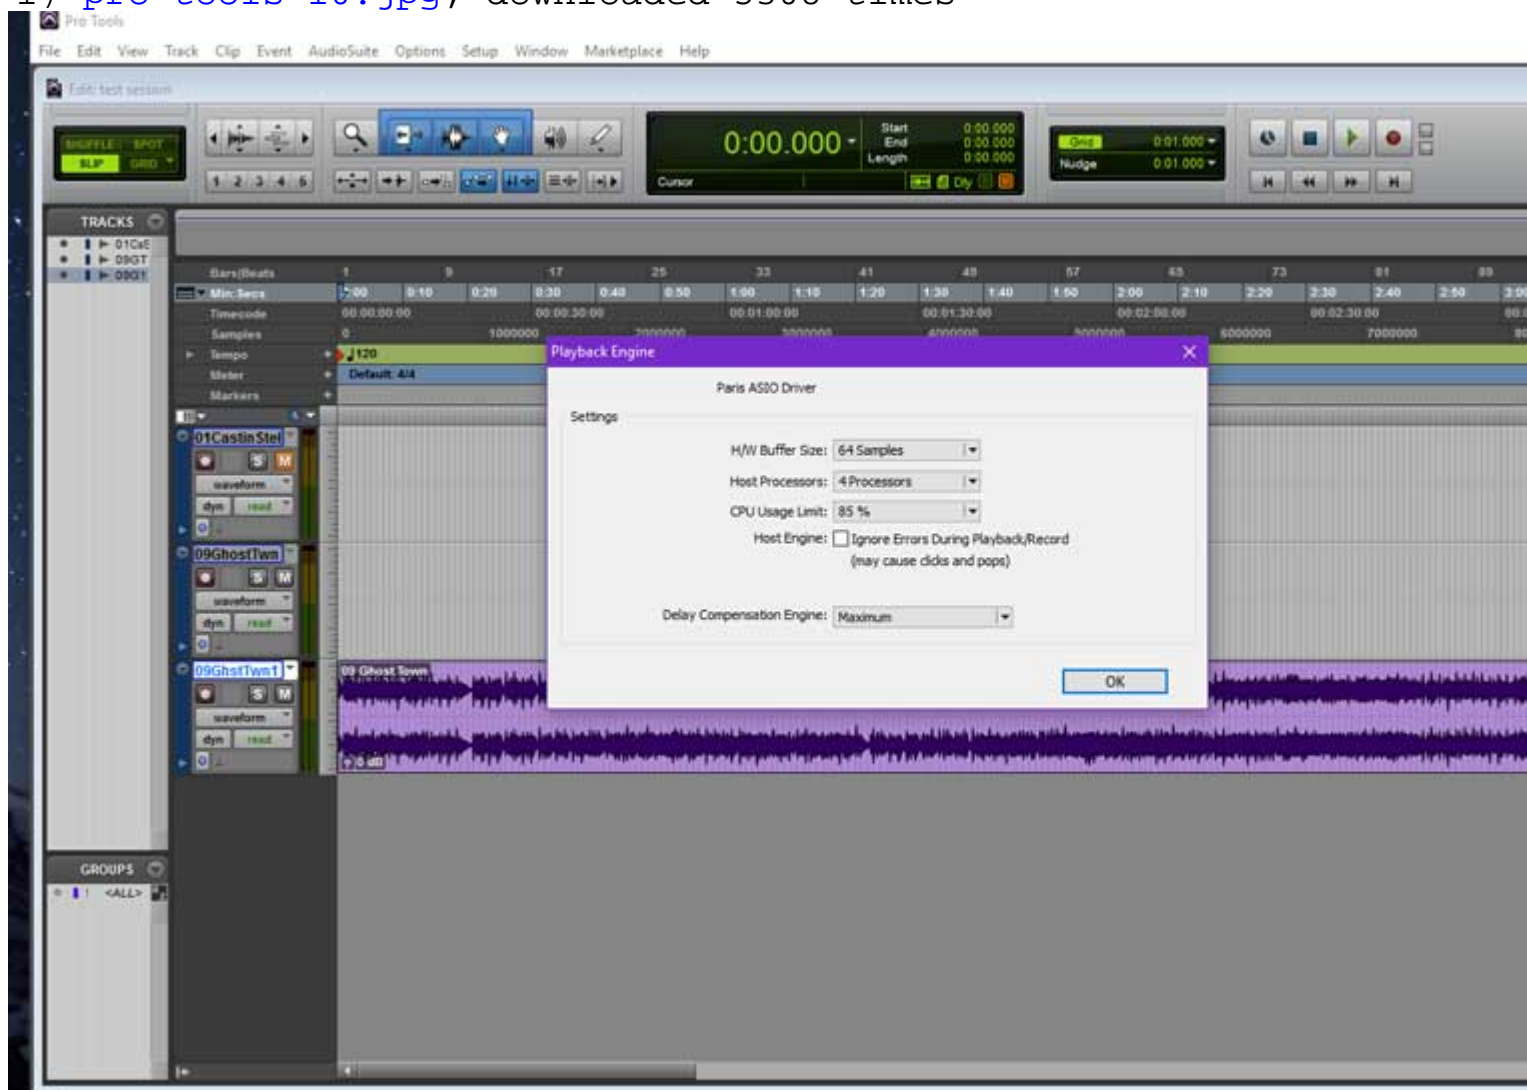 Pro Tools
File Edit View Track Clip Event AudioSuite Options Setup Window Marketplace Help
Edit: test session
SHUFFLE SPOT
SLIP GRID
1 2 3 4 5
0:00.000
Start 0:00.000
End 0:00.000
Length 0:00.000
Cursor
Dly
Grid 0:01.000
Nudge 0:01.000
TRACKS
01CaS
09GT
09GT
Bars|Beats 1 9 17 25 33 41 49 57 65 73 81 89
Min:Secs 0:00 0:10 0:20 0:30 0:40 0:50 1:00 1:10 1:20 1:30 1:40 1:50 2:00 2:10 2:20 2:30 2:40 2:50 3:00
Timecode 00:00:00:00 00:00:30:00 00:01:00:00 00:01:30:00 00:02:00:00 00:02:30:00
Samples 0 1000000 2000000 3000000 4000000 5000000 6000000 7000000
Tempo 120
Meter Default: 4/4
Markers
Playback Engine
Paris ASIO Driver
Settings
H/W Buffer Size: 64 Samples
Host Processors: 4 Processors
CPU Usage Limit: 85 %
Host Engine: Ignore Errors During Playback/Record
(may cause clicks and pops)
Delay Compensation Engine: Maximum
OK
01CastinStel
S M
waveform
dyn read
09GhostTwn
S M
waveform
dyn read
09GhstTwn1
S M
waveform
dyn read
09 Ghost Town
0 dB
GROUPS
! <ALL>